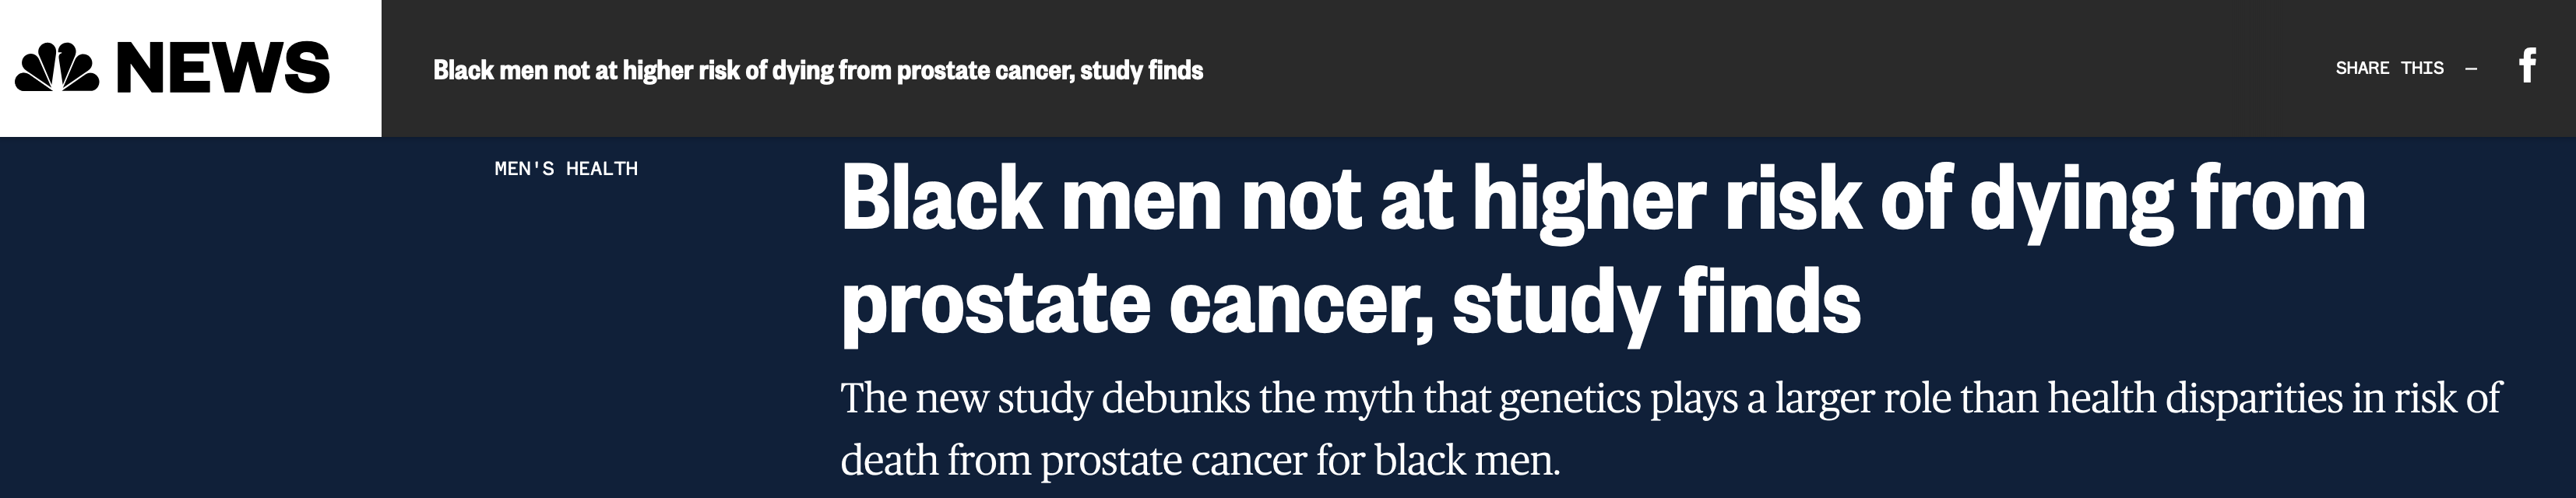 NEWS
Black men not at higher risk of dying from prostate cancer, study finds
SHARE THIS —
MEN'S HEALTH
Black men not at higher risk of dying from
prostate cancer, study finds
The new study debunks the myth that genetics plays a larger role than health disparities in risk of
death from prostate cancer for black men.